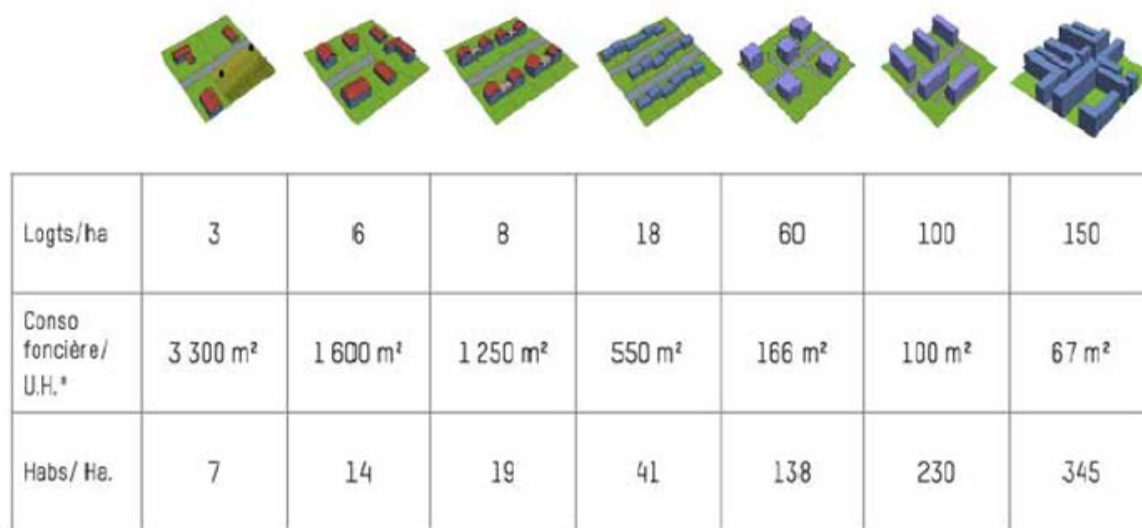 Logts/ha 3 6 8 18 60 100 150
Conso
foncière/
U.H.* 3 300 m² 1 600 m² 1 250 m² 550 m² 166 m² 100 m² 67 m²
Habs/ Ha. 7 14 19 41 138 230 345